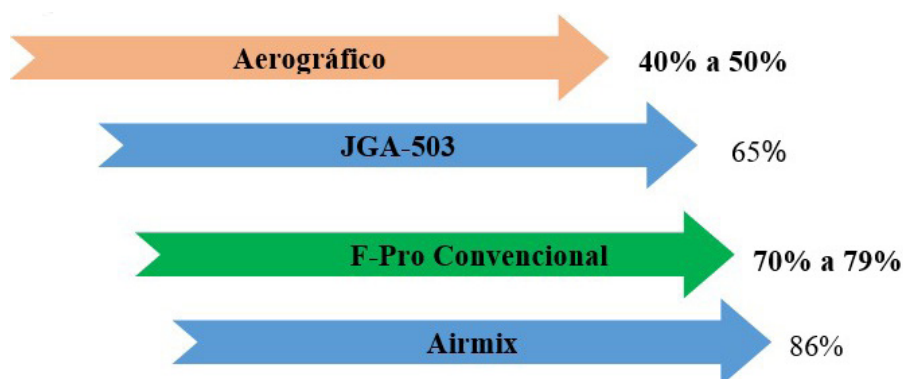 Aerográfico
40% a 50%
JGA-503
65%
F-Pro Convencional
70% a 79%
Airmix
86%